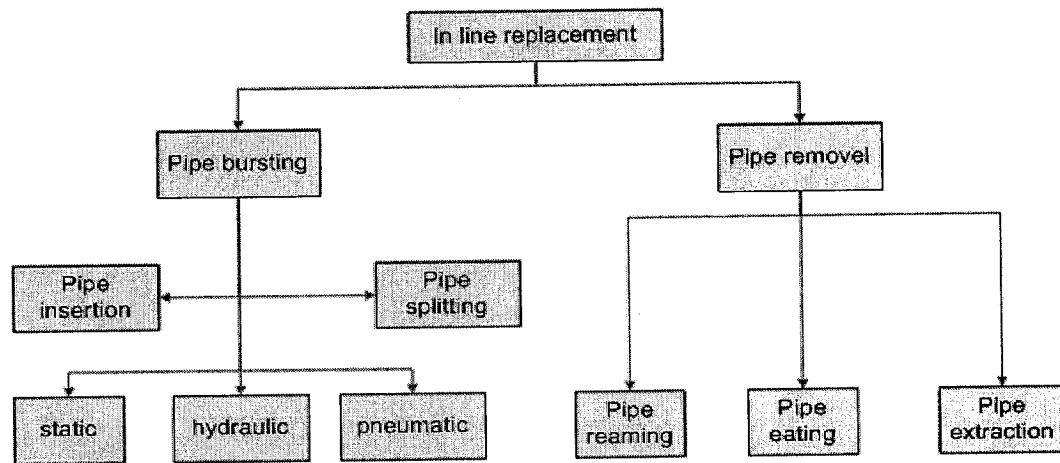 In line replacement
Pipe bursting
Pipe removel
Pipe
insertion
Pipe
splitting
static
hydraulic
pneumatic
Pipe
reaming
Pipe
eating
Pipe
extraction